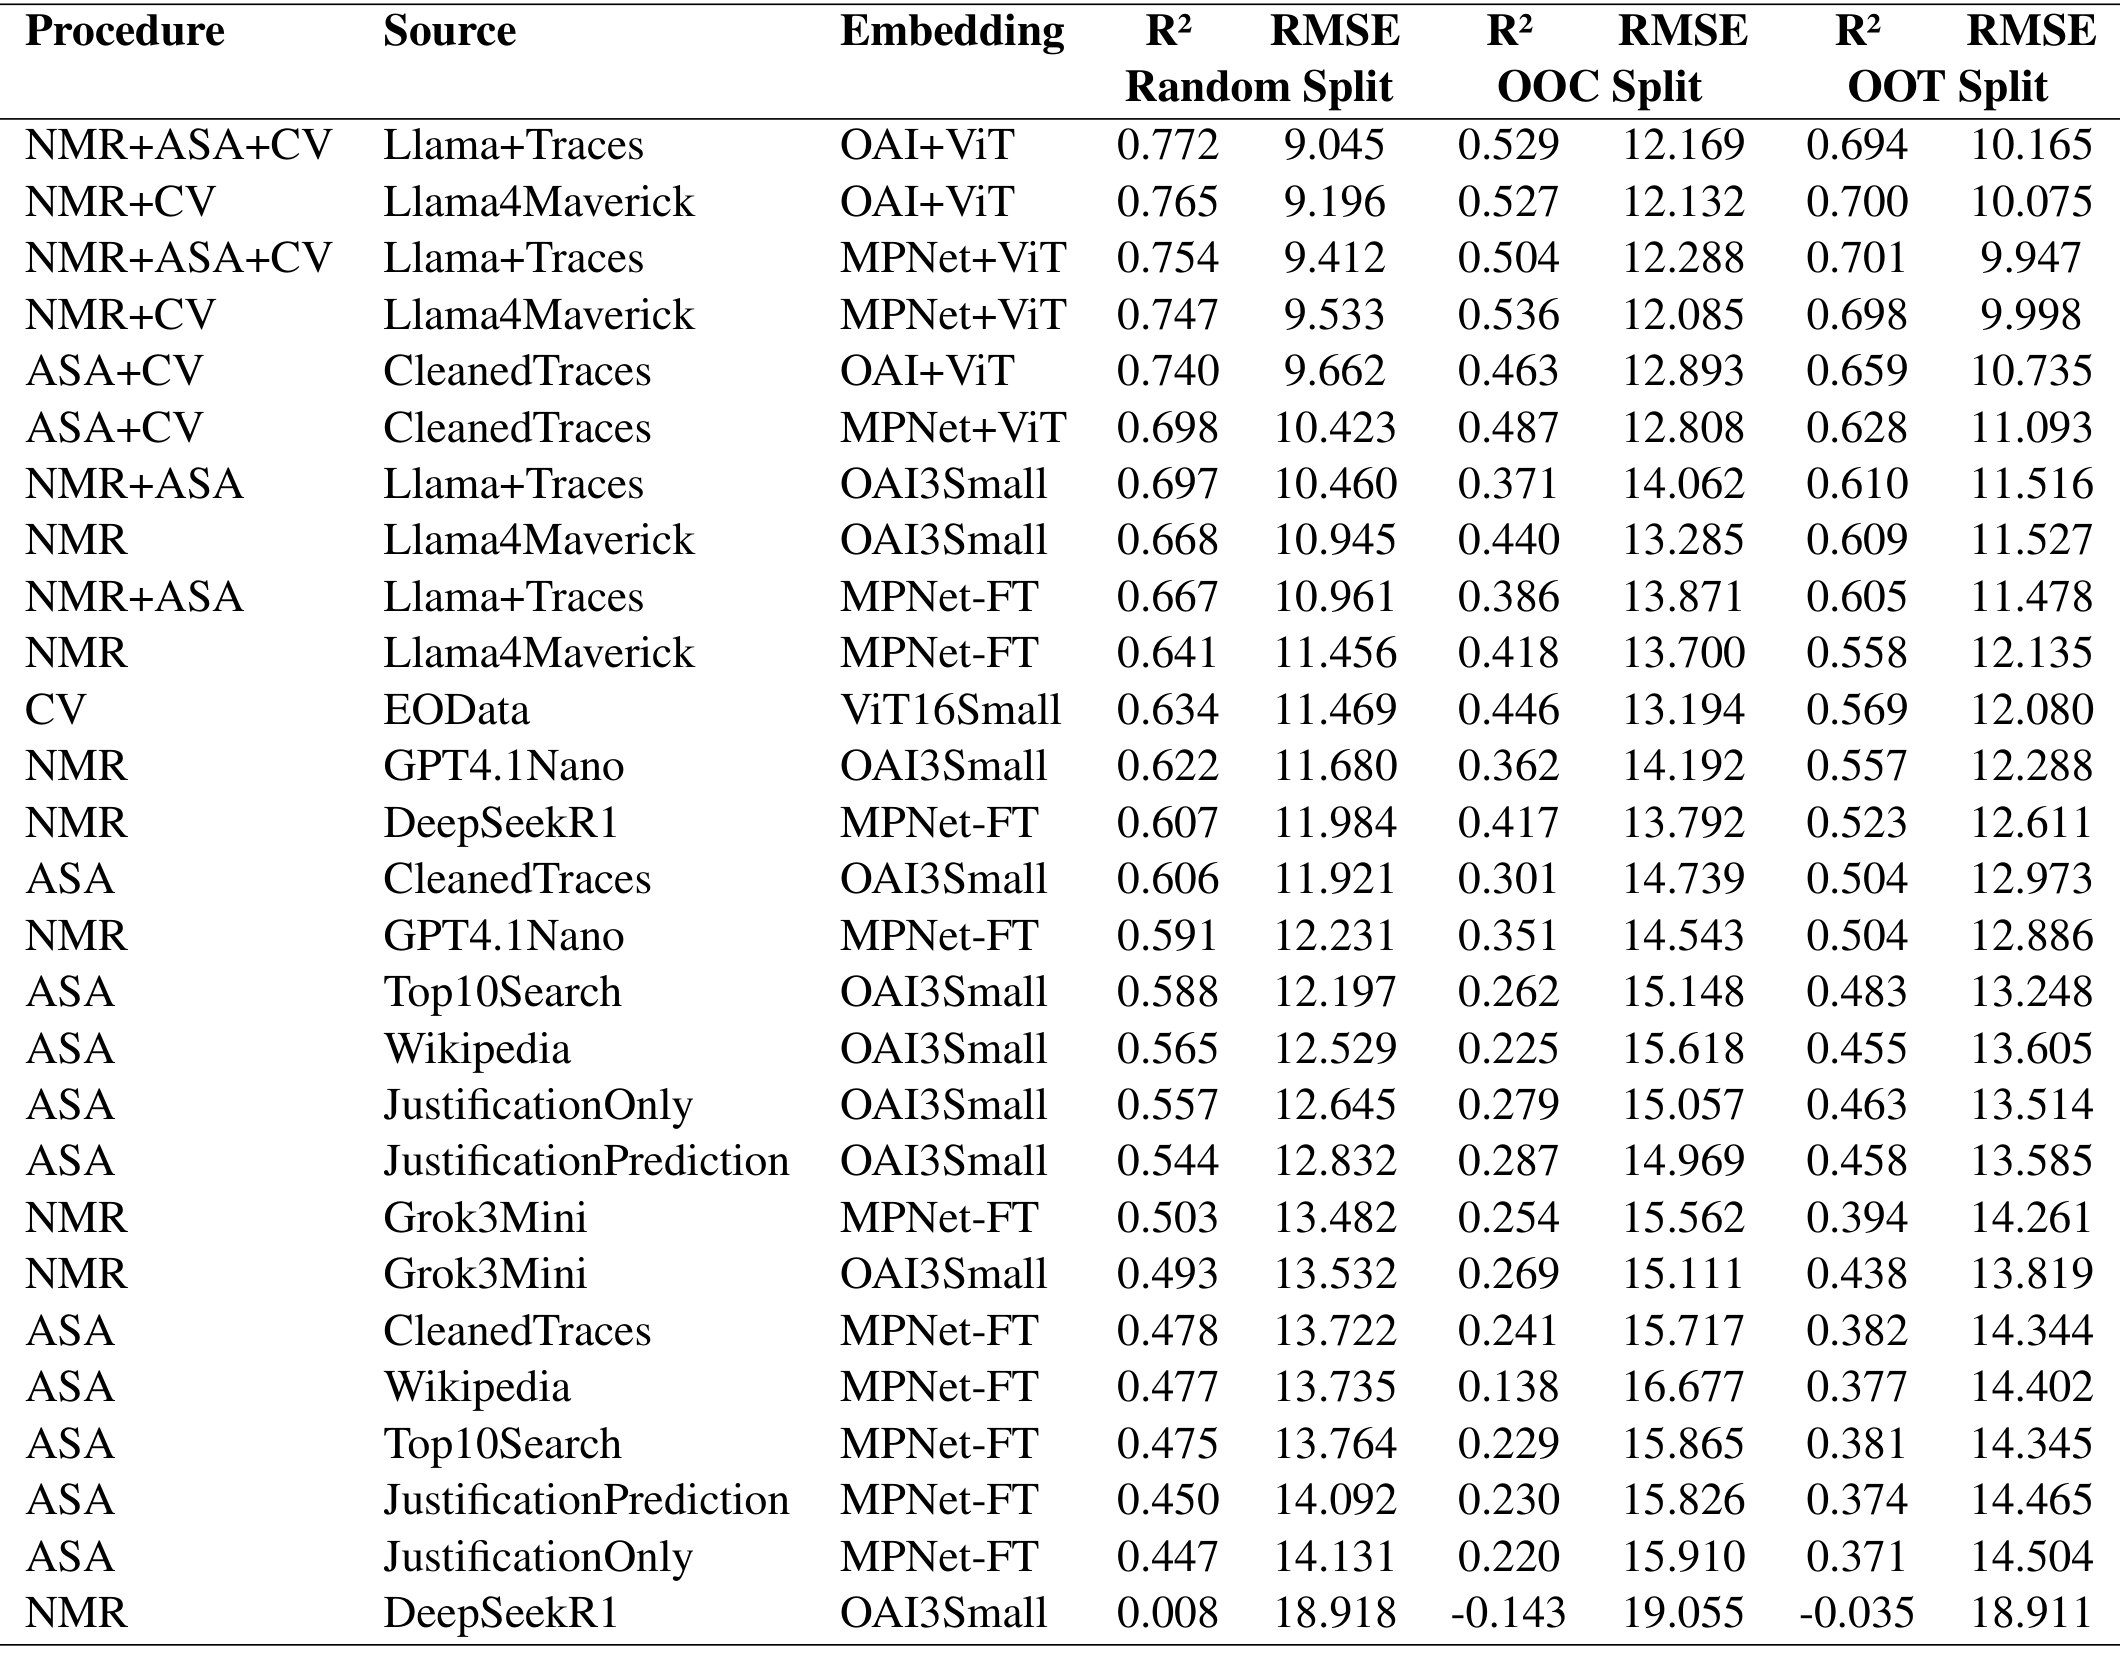 Procedure Source Embedding R² RMSE R² RMSE R² RMSE
Random Split OOC Split OOT Split
NMR+ASA+CV Llama+Traces OAI+ViT 0.772 9.045 0.529 12.169 0.694 10.165
NMR+CV Llama4Maverick OAI+ViT 0.765 9.196 0.527 12.132 0.700 10.075
NMR+ASA+CV Llama+Traces MPNet+ViT 0.754 9.412 0.504 12.288 0.701 9.947
NMR+CV Llama4Maverick MPNet+ViT 0.747 9.533 0.536 12.085 0.698 9.998
ASA+CV CleanedTraces OAI+ViT 0.740 9.662 0.463 12.893 0.659 10.735
ASA+CV CleanedTraces MPNet+ViT 0.698 10.423 0.487 12.808 0.628 11.093
NMR+ASA Llama+Traces OAI3Small 0.697 10.460 0.371 14.062 0.610 11.516
NMR Llama4Maverick OAI3Small 0.668 10.945 0.440 13.285 0.609 11.527
NMR+ASA Llama+Traces MPNet-FT 0.667 10.961 0.386 13.871 0.605 11.478
NMR Llama4Maverick MPNet-FT 0.641 11.456 0.418 13.700 0.558 12.135
CV EOData ViT16Small 0.634 11.469 0.446 13.194 0.569 12.080
NMR GPT4.1Nano OAI3Small 0.622 11.680 0.362 14.192 0.557 12.288
NMR DeepSeekR1 MPNet-FT 0.607 11.984 0.417 13.792 0.523 12.611
ASA CleanedTraces OAI3Small 0.606 11.921 0.301 14.739 0.504 12.973
NMR GPT4.1Nano MPNet-FT 0.591 12.231 0.351 14.543 0.504 12.886
ASA Top10Search OAI3Small 0.588 12.197 0.262 15.148 0.483 13.248
ASA Wikipedia OAI3Small 0.565 12.529 0.225 15.618 0.455 13.605
ASA JustificationOnly OAI3Small 0.557 12.645 0.279 15.057 0.463 13.514
ASA JustificationPrediction OAI3Small 0.544 12.832 0.287 14.969 0.458 13.585
NMR Grok3Mini MPNet-FT 0.503 13.482 0.254 15.562 0.394 14.261
NMR Grok3Mini OAI3Small 0.493 13.532 0.269 15.111 0.438 13.819
ASA CleanedTraces MPNet-FT 0.478 13.722 0.241 15.717 0.382 14.344
ASA Wikipedia MPNet-FT 0.477 13.735 0.138 16.677 0.377 14.402
ASA Top10Search MPNet-FT 0.475 13.764 0.229 15.865 0.381 14.345
ASA JustificationPrediction MPNet-FT 0.450 14.092 0.230 15.826 0.374 14.465
ASA JustificationOnly MPNet-FT 0.447 14.131 0.220 15.910 0.371 14.504
NMR DeepSeekR1 OAI3Small 0.008 18.918 -0.143 19.055 -0.035 18.911